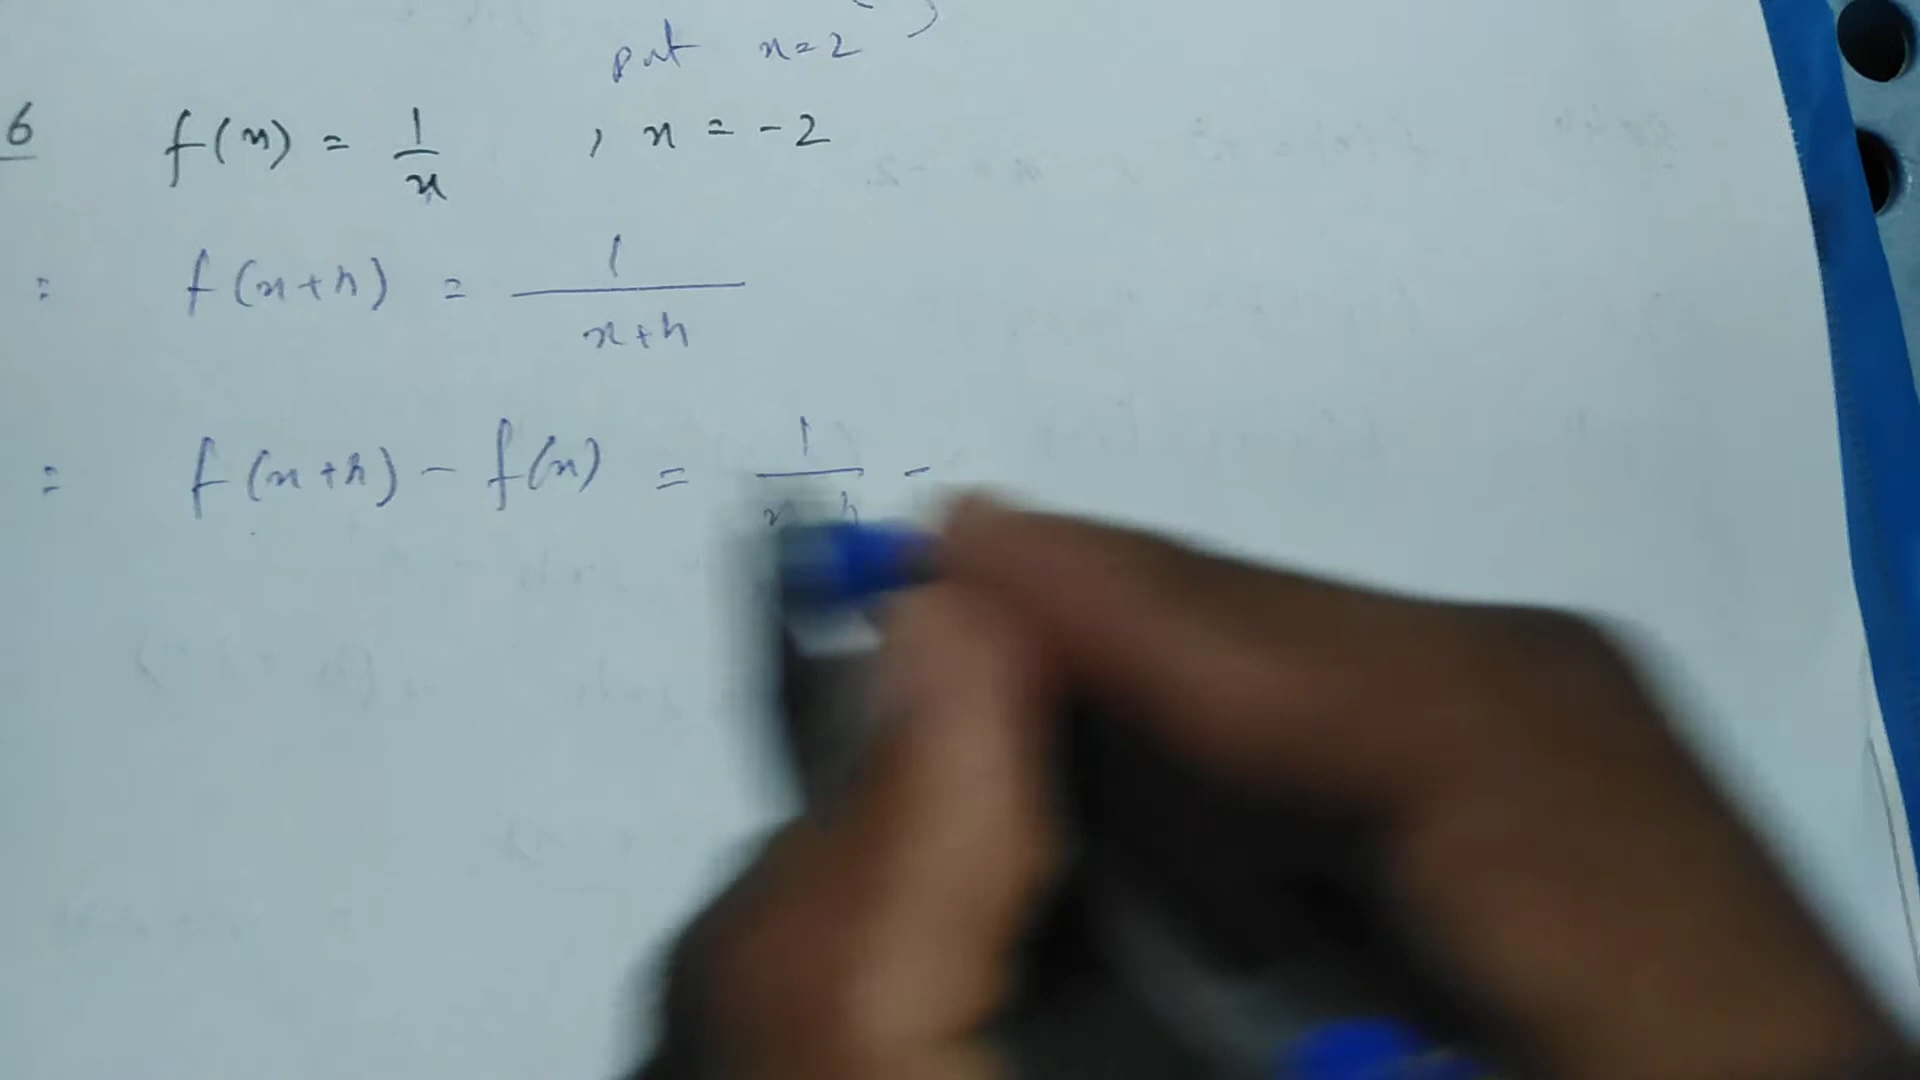 put x=2
6 f(x) = 1/x , x = -2
: f(x+h) = 1/x+h
: f(x+h) - f(x) = 1/x+h -